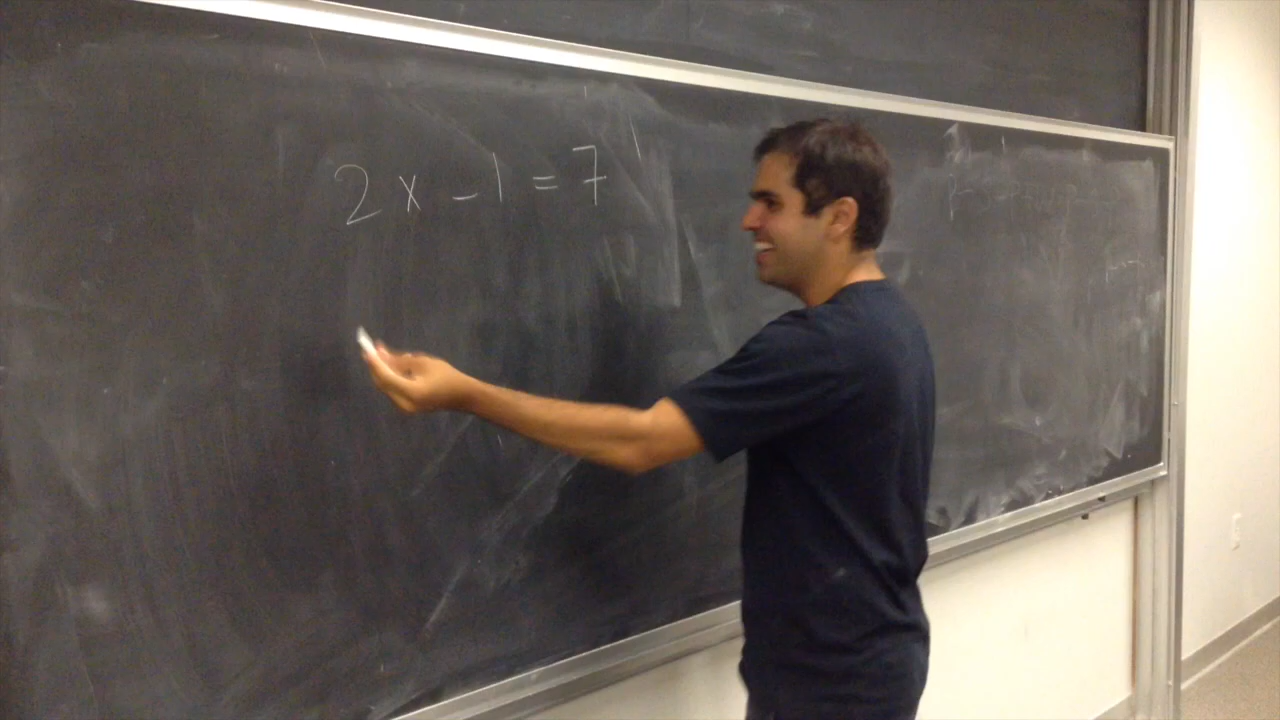 2x - 1 = 7